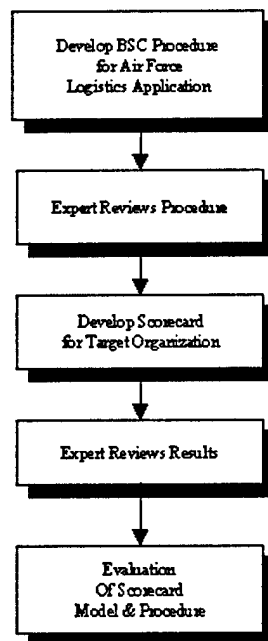 Develop BSC Procedure
for Air Force
Logistics Application
Expert Reviews Procedure
Develop Scorecard
for Target Organization
Expert Reviews Results
Evaluation
Of Scorecard
Model & Procedure